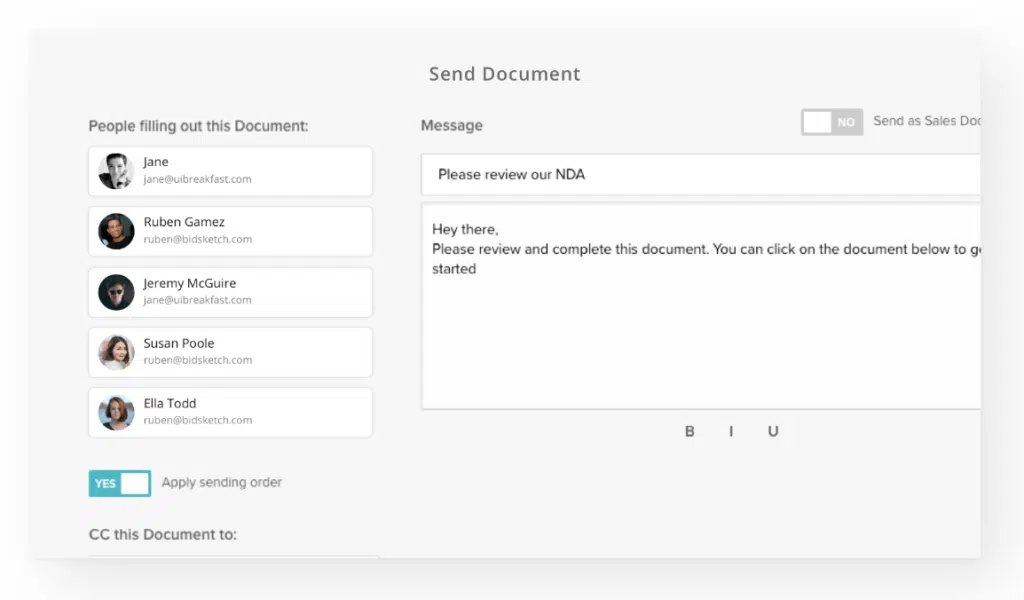 Send Document
People filling out this Document:
Jane
jane@uibreakfast.com
Ruben Gamez
ruben@bidsketch.com
Jeremy McGuire
jane@uibreakfast.com
Susan Poole
ruben@bidsketch.com
Ella Todd
ruben@bidsketch.com
YES Apply sending order
CC this Document to:
Message
NO Send as Sales
Please review our NDA
Hey there,
Please review and complete this document. You can click on the document below to
started
B I U